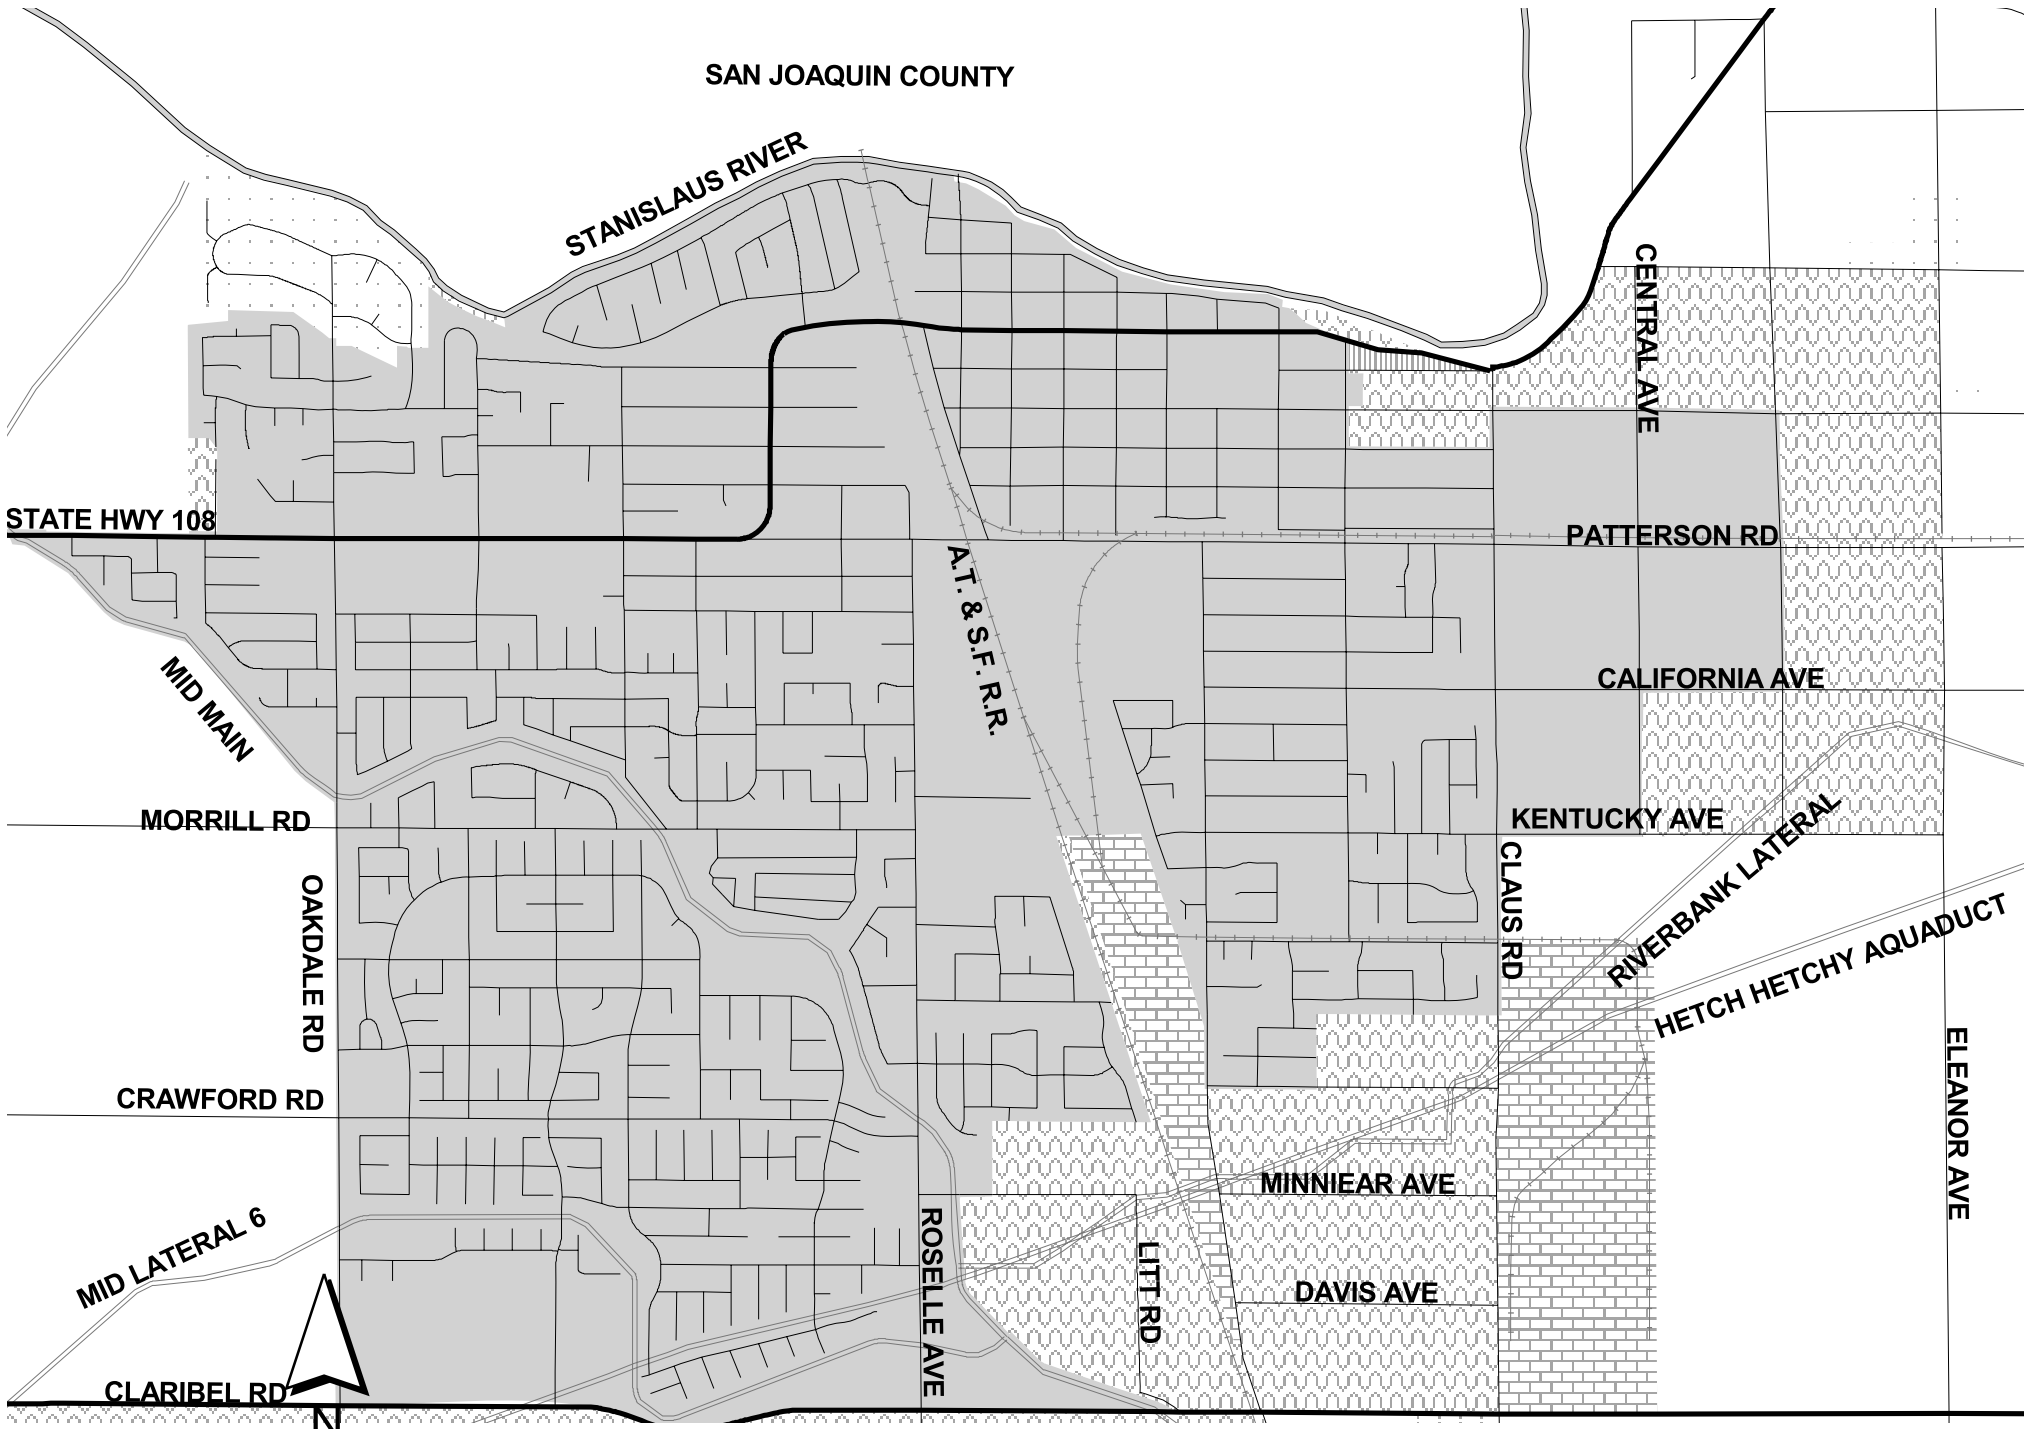 SAN JOAQUIN COUNTY
STANISLAUS RIVER
CENTRAL AVE
STATE HWY 108
PATTERSON RD
A.T. & S.F. R.R.
MID MAIN
CALIFORNIA AVE
MORRILL RD
KENTUCKY AVE
OAKDALE RD
CLAUS RD
RIVERBANK LATERAL
HETCH HETCHY AQUADUCT
ELEANOR AVE
CRAWFORD RD
MINNIEAR AVE
MID LATERAL 6
ROSELLE AVE
LITT RD
DAVIS AVE
CLARIBEL RD
N